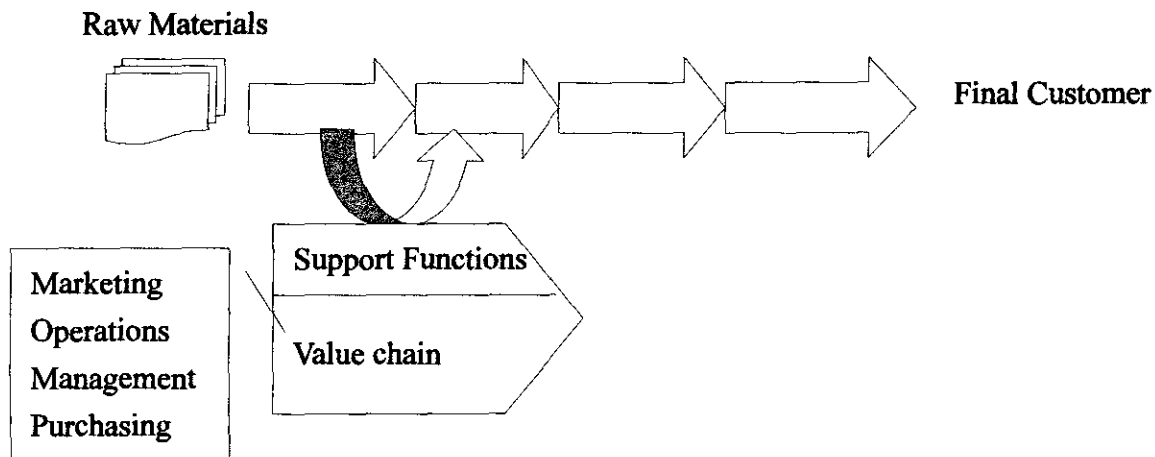 Raw Materials
Final Customer
Support Functions
Value chain
Marketing
Operations
Management
Purchasing